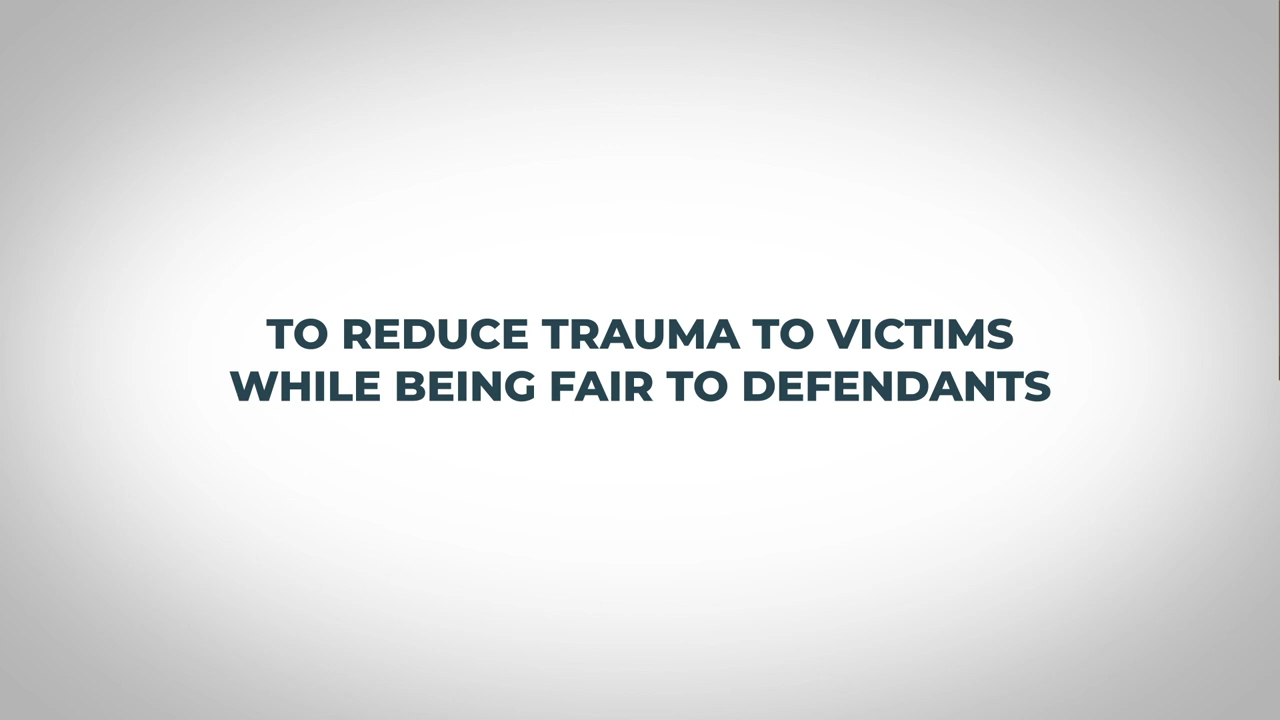 TO REDUCE TRAUMA TO VICTIMS
WHILE BEING FAIR TO DEFENDANTS